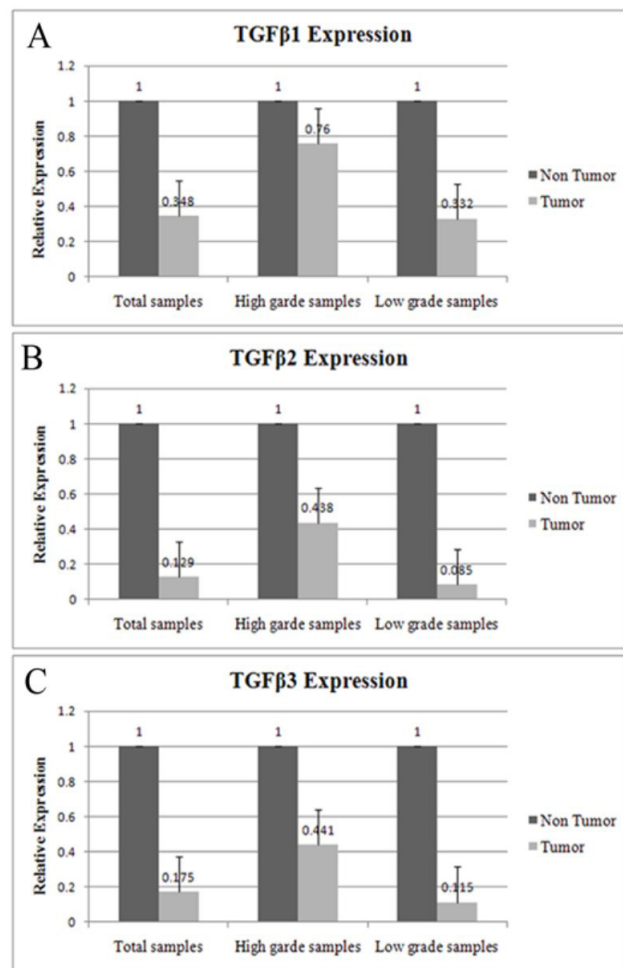 A
TGFβ1 Expression
Relative Expression
1.2
1
0.8
0.6
0.4
0.2
0
1
0.348
1
0.76
1
0.332
Total samples
High garde samples
Low grade samples
Non Tumor
Tumor
B
TGFβ2 Expression
Relative Expression
1.2
1
0.8
0.6
0.4
0.2
0
1
0.129
1
0.438
1
0.085
Total samples
High garde samples
Low grade samples
Non Tumor
Tumor
C
TGFβ3 Expression
Relative Expression
1.2
1
0.8
0.6
0.4
0.2
0
1
0.175
1
0.441
1
0.115
Total samples
High garde samples
Low grade samples
Non Tumor
Tumor